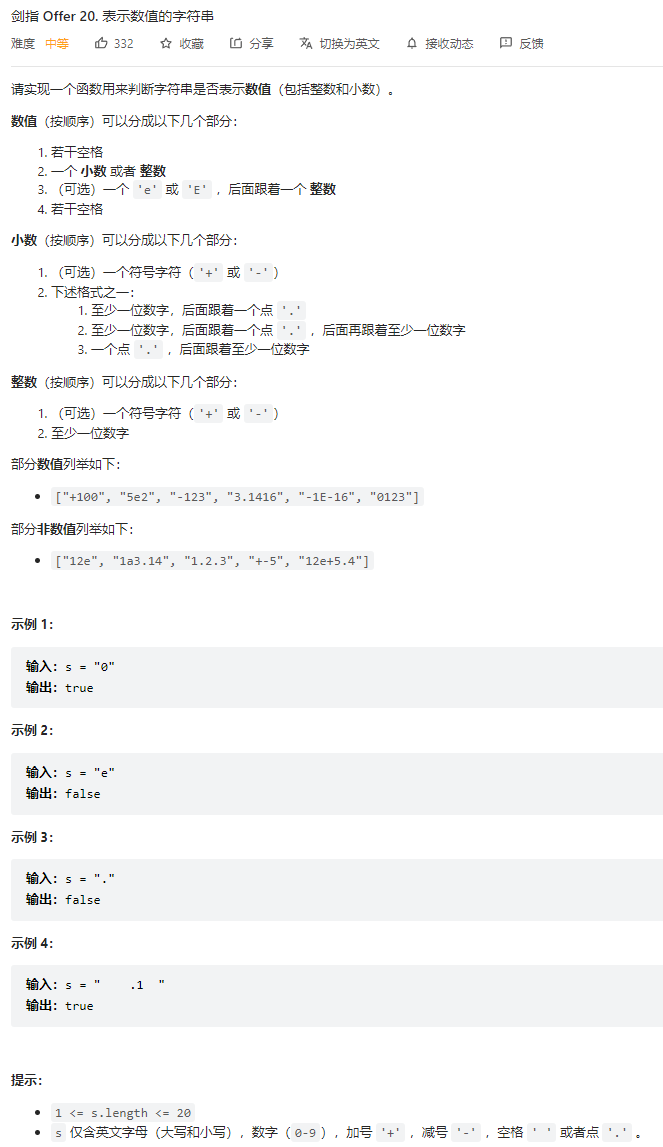 剑指 Offer 20. 表示数值的字符串
难度 中等 332 收藏 分享 切换为英文 接收动态 反馈
请实现一个函数用来判断字符串是否表示数值（包括整数和小数）。
数值（按顺序）可以分成以下几个部分：
1. 若干空格
2. 一个 小数 或者 整数
3. （可选）一个 'e' 或 'E' ，后面跟着一个 整数
4. 若干空格
小数（按顺序）可以分成以下几个部分：
1. （可选）一个符号字符（'+' 或 '-'）
2. 下述格式之一：
1. 至少一位数字，后面跟着一个点 '.'
2. 至少一位数字，后面跟着一个点 '.' ，后面再跟着至少一位数字
3. 一个点 '.' ，后面跟着至少一位数字
整数（按顺序）可以分成以下几个部分：
1. （可选）一个符号字符（'+' 或 '-'）
2. 至少一位数字
部分数值列举如下：
• ["+100", "5e2", "-123", "3.1416", "-1E-16", "0123"]
部分非数值列举如下：
• ["12e", "1a3.14", "1.2.3", "+-5", "12e+5.4"]
示例 1：
输入：s = "0"
输出：true
示例 2：
输入：s = "e"
输出：false
示例 3：
输入：s = "."
输出：false
示例 4：
输入：s = "    .1  "
输出：true
提示：
• 1 <= s.length <= 20
• s 仅含英文字母（大写和小写），数字（0-9），加号 '+' ，减号 '-' ，空格 ' ' 或者点 '.' 。